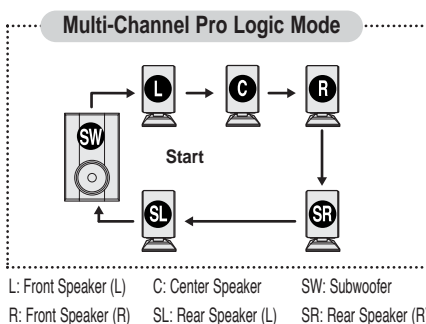 Multi-Channel Pro Logic Mode
L C R
SW
Start
SL SR
L: Front Speaker (L) C: Center Speaker SW: Subwoofer
R: Front Speaker (R) SL: Rear Speaker (L) SR: Rear Speaker (R)